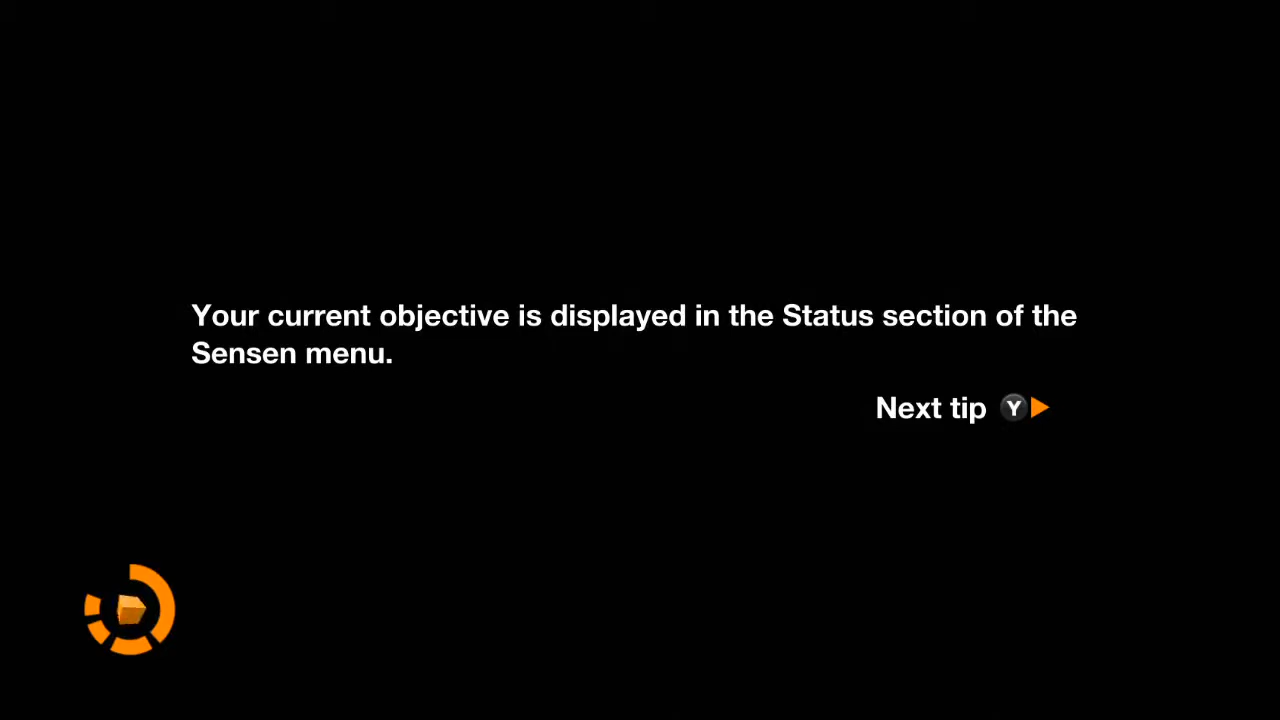 Your current objective is displayed in the Status section of the
Sensen menu.
Next tip Y